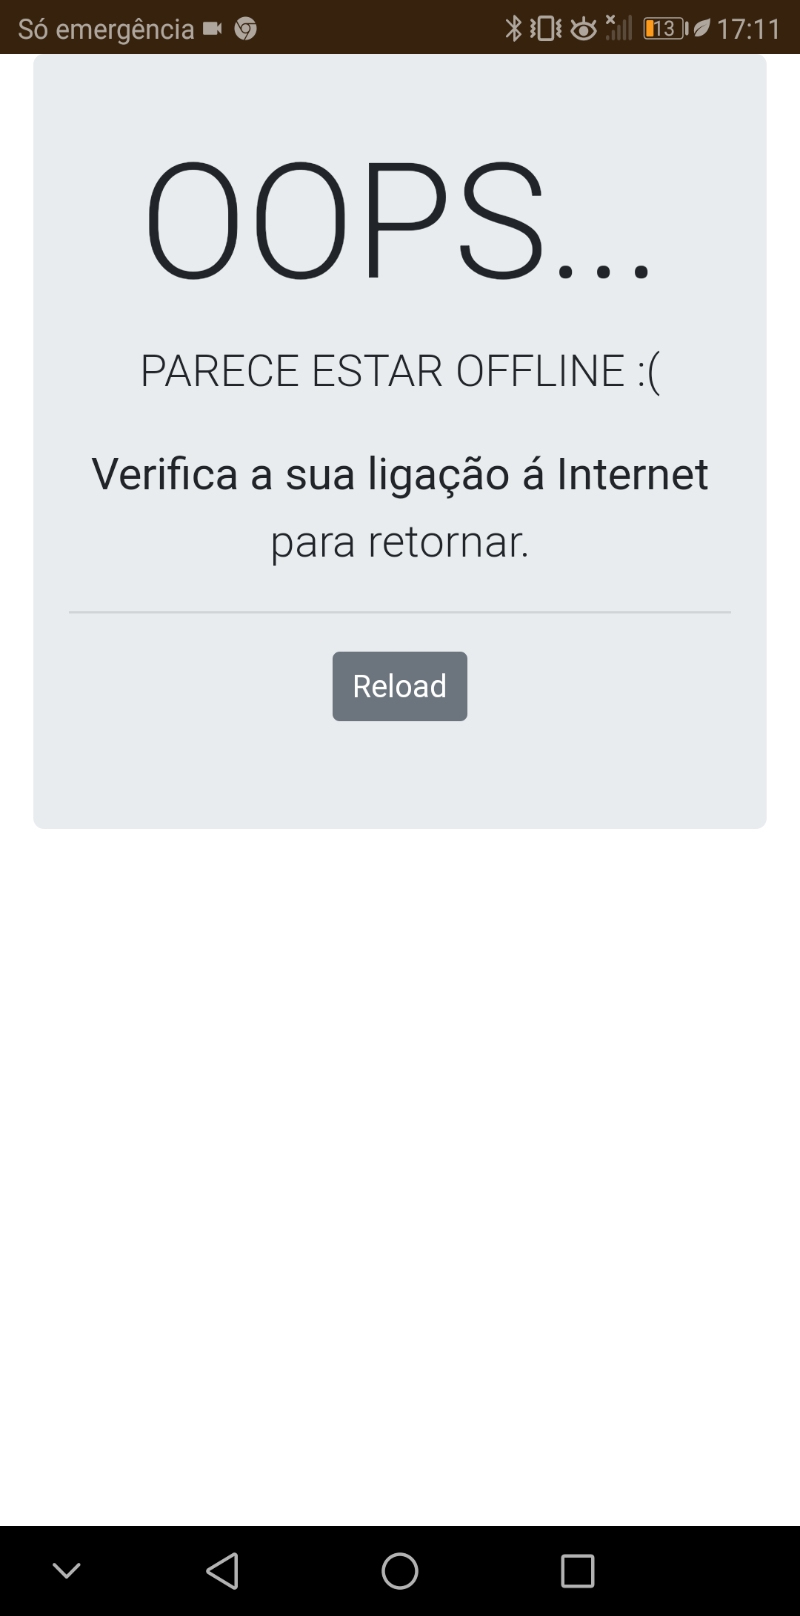 Só emergência 13 17:11
OOPS...
PARECE ESTAR OFFLINE :(
Verifica a sua ligação á Internet
para retornar.
Reload